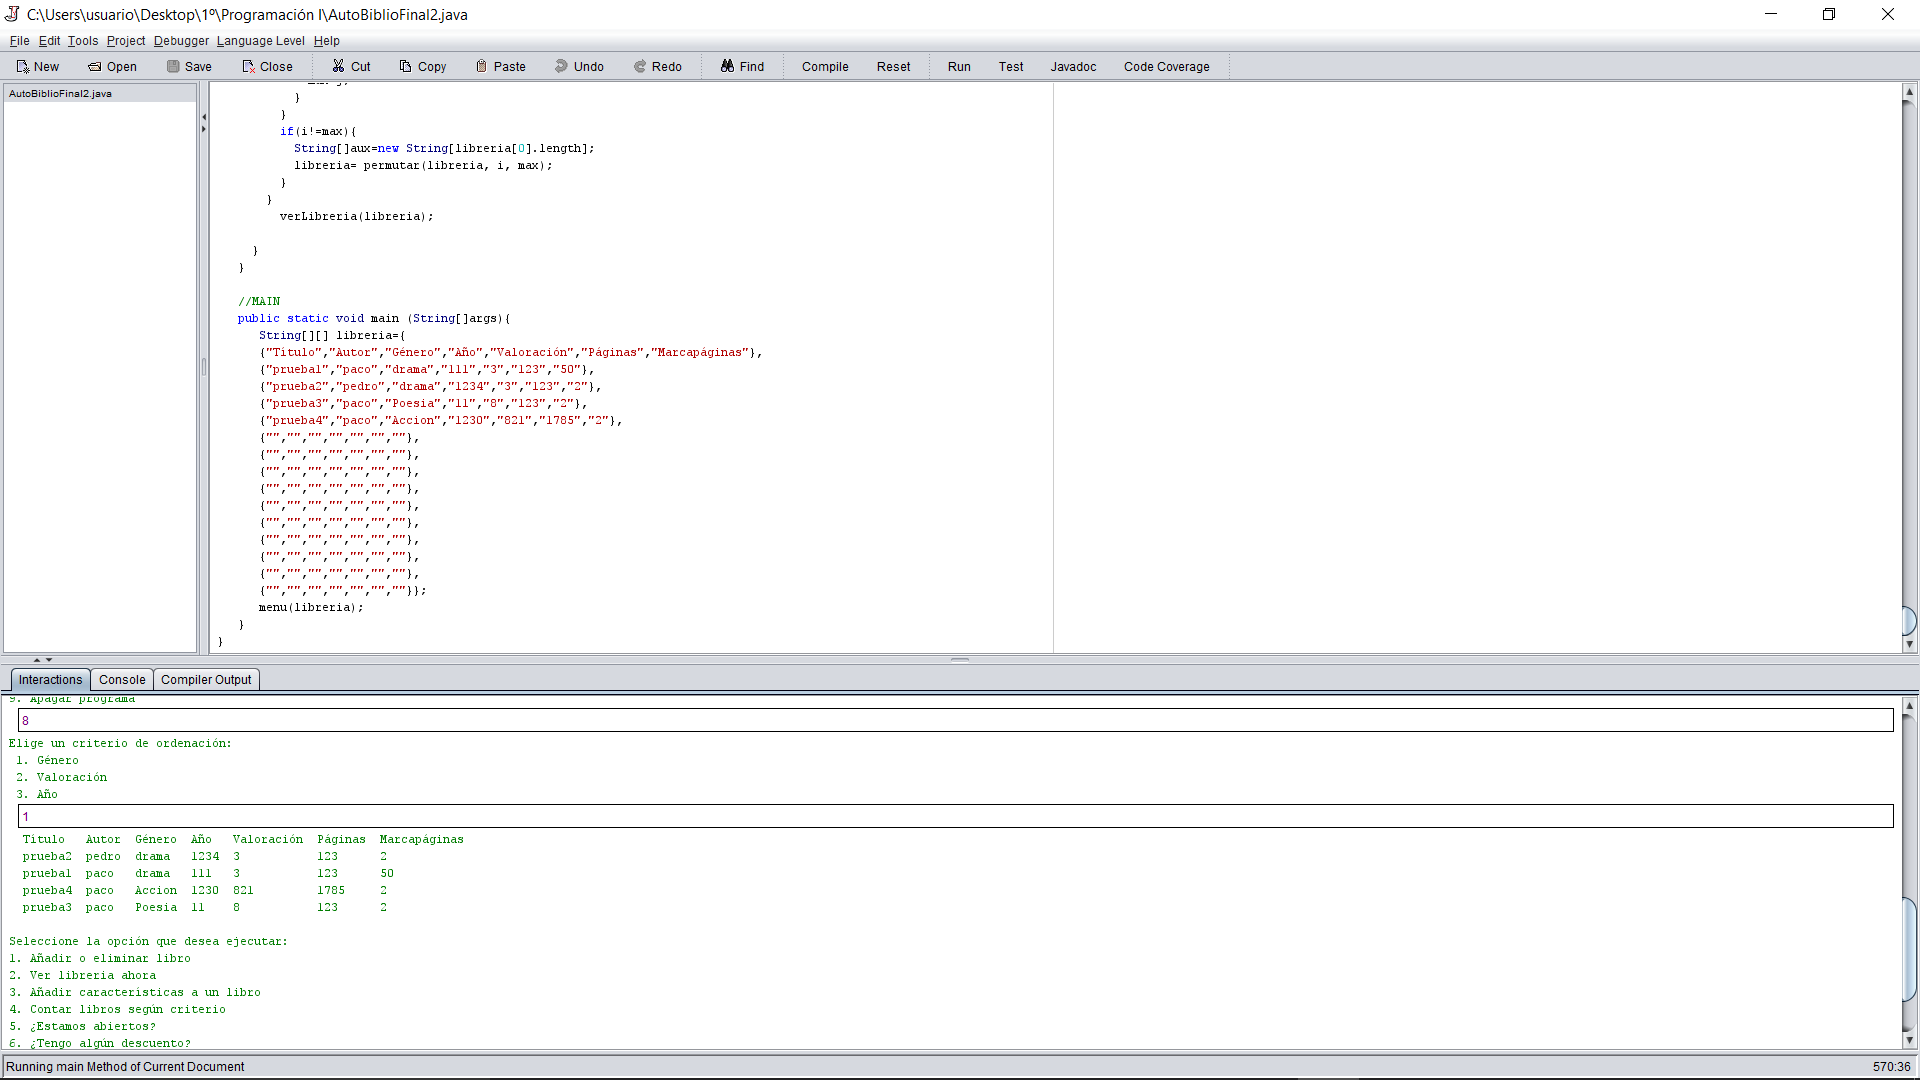 C:\Users\usuario\Desktop\1º\Programación I\AutoBiblioFinal2.java
File Edit Tools Project Debugger Language Level Help
New Open Save Close Cut Copy Paste Undo Redo Find Compile Reset Run Test Javadoc Code Coverage
AutoBiblioFinal2.java
}
}
if(i!=max){
String[]aux=new String[libreria[0].length];
libreria= permutar(libreria, i, max);
}
}
verLibreria(libreria);
}
}
//MAIN
public static void main (String[]args){
String[][] libreria={
{"Título","Autor","Género","Año","Valoración","Páginas","Marcapáginas"},
{"prueba1","paco","drama","111","3","123","50"},
{"prueba2","pedro","drama","1234","3","123","2"},
{"prueba3","paco","Poesia","11","8","123","2"},
{"prueba4","paco","Accion","1230","821","1785","2"},
{"","","","","","",""},
{"","","","","","",""},
{"","","","","","",""},
{"","","","","","",""},
{"","","","","","",""},
{"","","","","","",""},
{"","","","","","",""},
{"","","","","","",""},
{"","","","","","",""},
{"","","","","","",""}};
menu(libreria);
}
}
Interactions Console Compiler Output
9. Apagar programa
8
Elige un criterio de ordenación:
1. Género
2. Valoración
3. Año
1
Título Autor Género Año Valoración Páginas Marcapáginas
prueba2 pedro drama 1234 3 123 2
prueba1 paco drama 111 3 123 50
prueba4 paco Accion 1230 821 1785 2
prueba3 paco Poesia 11 8 123 2
Seleccione la opción que desea ejecutar:
1. Añadir o eliminar libro
2. Ver libreria ahora
3. Añadir características a un libro
4. Contar libros según criterio
5. ¿Estamos abiertos?
6. ¿Tengo algún descuento?
Running main Method of Current Document 570:36